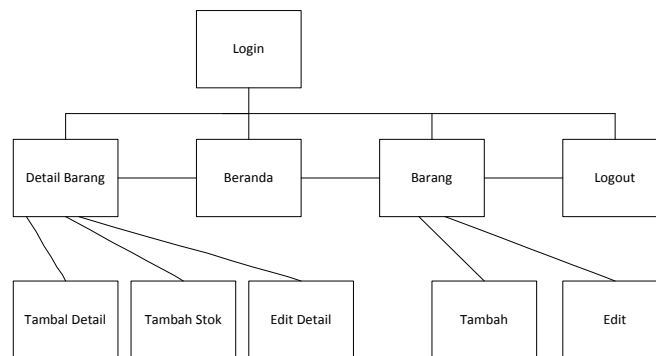 Login
Detail Barang
Beranda
Barang
Logout
Tambal Detail
Tambah Stok
Edit Detail
Tambah
Edit